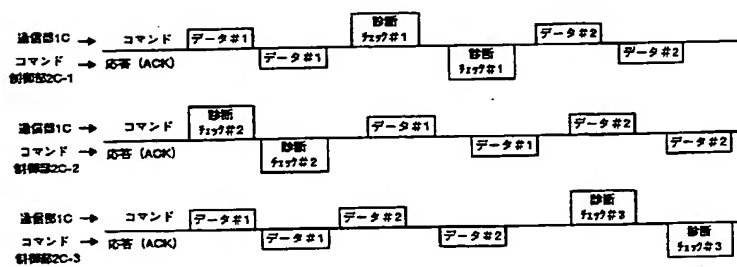 通信部1C → コマンド データ#1 診断 チェック#1 データ#2
コマンド → 応答 (ACK) データ#1 診断 チェック#1 データ#2
制御部2C-1
通信部1C → コマンド 診断 チェック#2 データ#1 データ#2
コマンド → 応答 (ACK) 診断 チェック#2 データ#1 データ#2
制御部2C-2
通信部1C → コマンド データ#1 データ#2 診断 チェック#3
コマンド → 応答 (ACK) データ#1 データ#2 診断 チェック#3
制御部2C-3